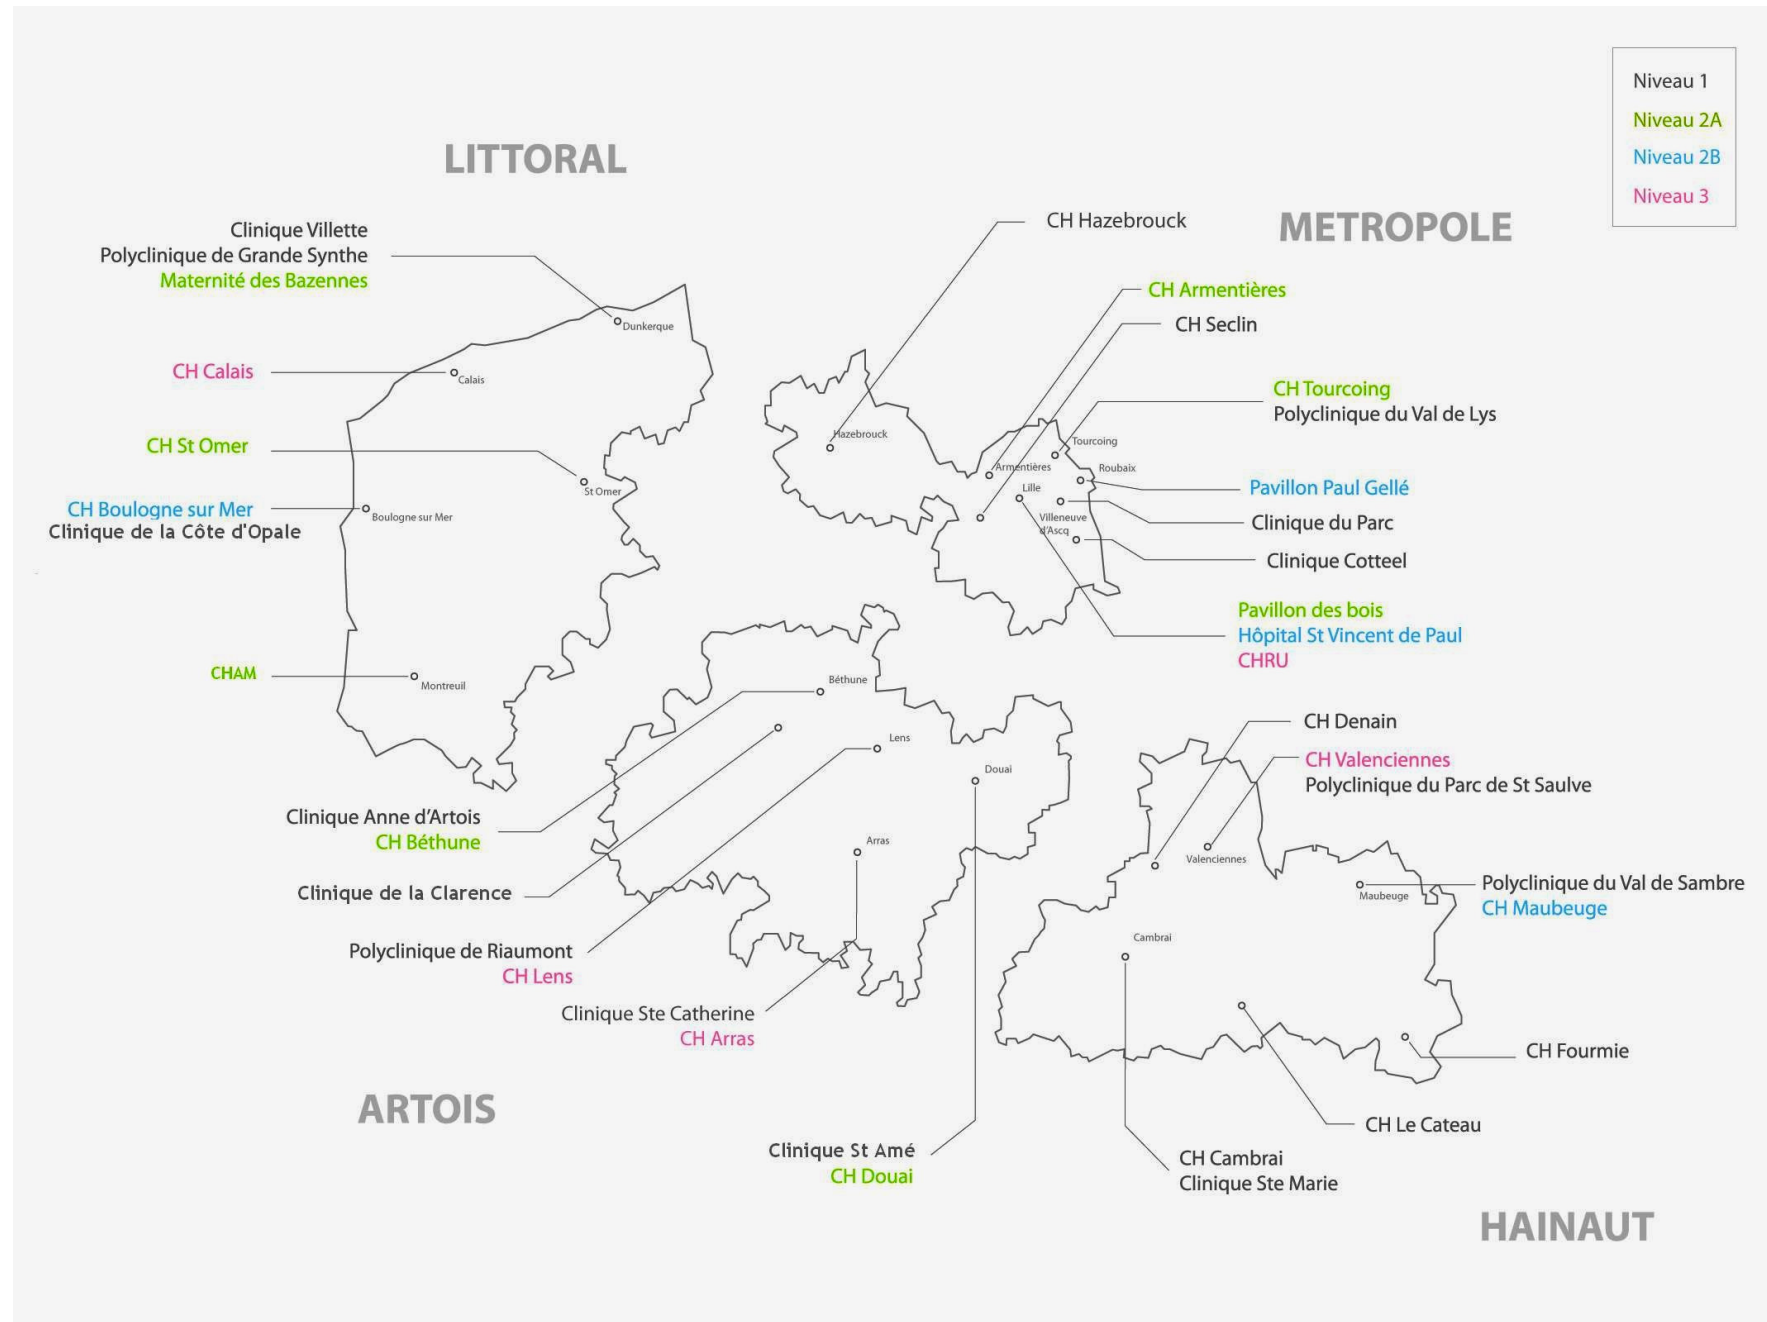 Niveau 1
Niveau 2A
Niveau 2B
Niveau 3
LITTORAL
Clinique Villette
Polyclinique de Grande Synthe
Maternité des Bazennes
Dunkerque
CH Calais
Calais
CH St Omer
St Omer
CH Boulogne sur Mer
Clinique de la Côte d'Opale
Boulogne sur Mer
CHAM
Montreuil
METROPOLE
CH Hazebrouck
Hazebrouck
CH Armentières
CH Seclin
Armentières
CH Tourcoing
Polyclinique du Val de Lys
Tourcoing
Roubaix
Lille
Pavillon Paul Gellé
Villeneuve
d'Ascq
Clinique du Parc
Clinique Cotteel
Pavillon des bois
Hôpital St Vincent de Paul
CHRU
Béthune
Lens
Douai
Arras
Clinique Anne d'Artois
CH Béthune
Clinique de la Clarence
Polyclinique de Riaumont
CH Lens
Clinique Ste Catherine
CH Arras
ARTOIS
Clinique St Amé
CH Douai
CH Denain
CH Valenciennes
Polyclinique du Parc de St Saulve
Valenciennes
Polyclinique du Val de Sambre
CH Maubeuge
Maubeuge
Cambrai
CH Fourmie
CH Le Cateau
CH Cambrai
Clinique Ste Marie
HAINAUT